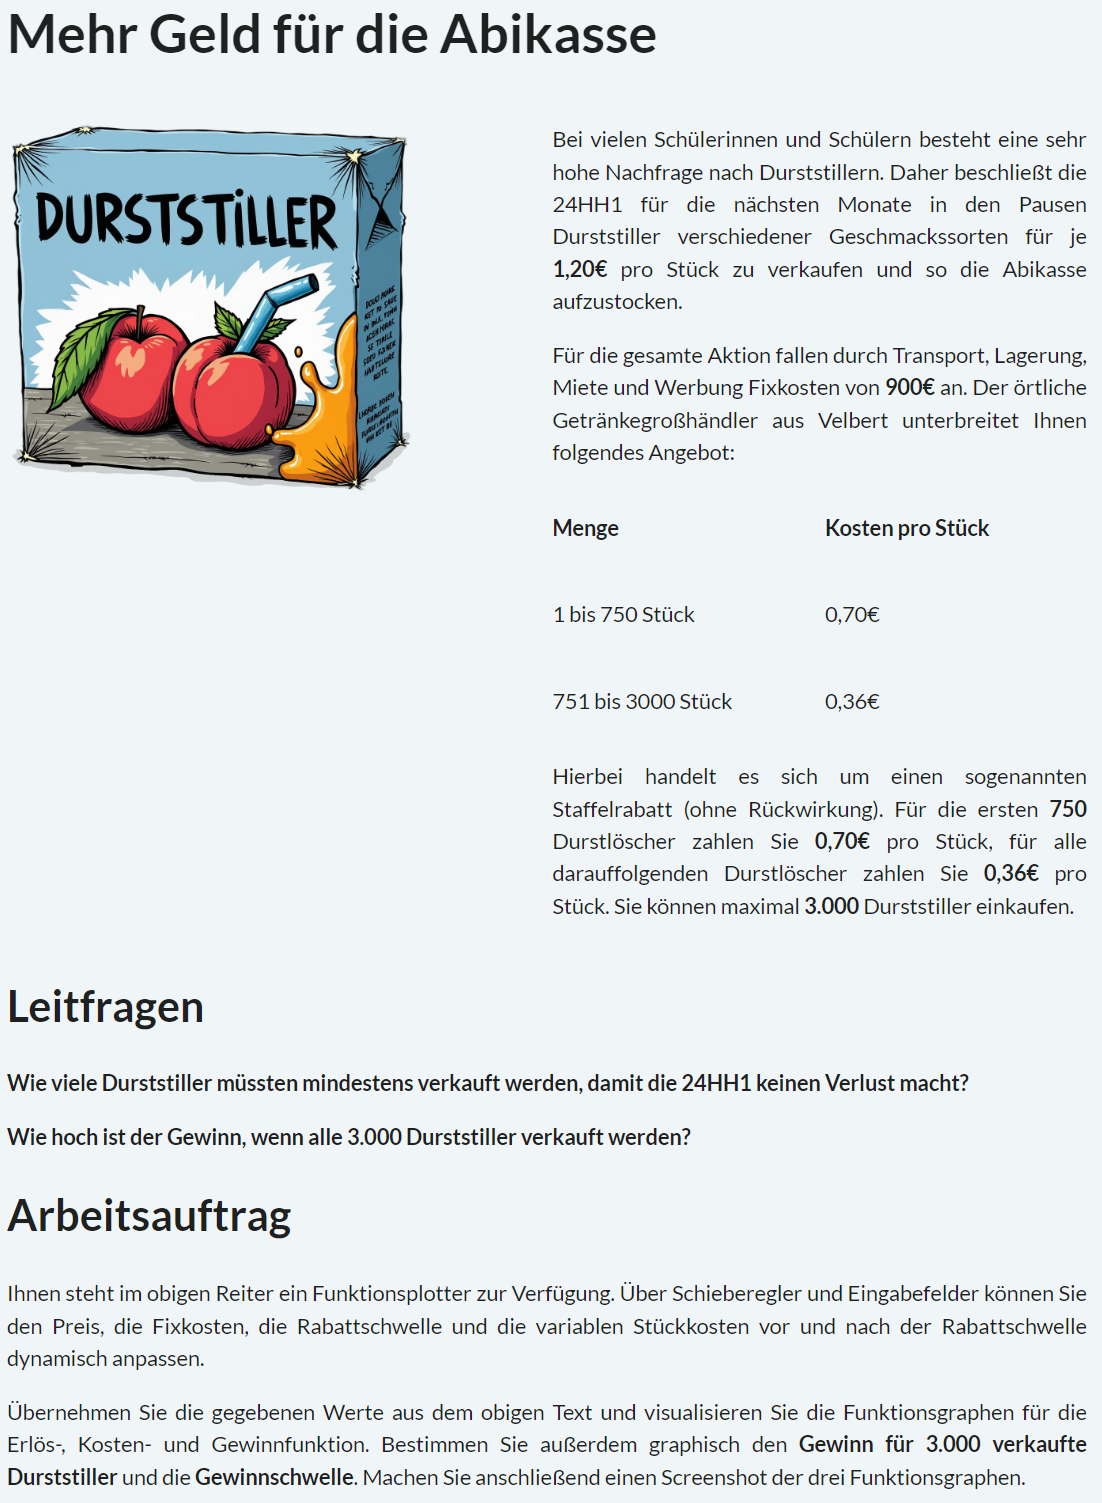 Mehr Geld für die Abikasse
DURSTSTiLLER
Bei vielen Schülerinnen und Schülern besteht eine sehr
hohe Nachfrage nach Durststillern. Daher beschließt die
24HH1 für die nächsten Monate in den Pausen
Durststiller verschiedener Geschmackssorten für je
1,20€ pro Stück zu verkaufen und so die Abikasse
aufzustocken.
Für die gesamte Aktion fallen durch Transport, Lagerung,
Miete und Werbung Fixkosten von 900€ an. Der örtliche
Getränkegroßhändler aus Velbert unterbreitet Ihnen
folgendes Angebot:
Menge Kosten pro Stück
1 bis 750 Stück 0,70€
751 bis 3000 Stück 0,36€
Hierbei handelt es sich um einen sogenannten
Staffelrabatt (ohne Rückwirkung). Für die ersten 750
Durstlöscher zahlen Sie 0,70€ pro Stück, für alle
darauffolgenden Durstlöscher zahlen Sie 0,36€ pro
Stück. Sie können maximal 3.000 Durststiller einkaufen.
Leitfragen
Wie viele Durststiller müssten mindestens verkauft werden, damit die 24HH1 keinen Verlust macht?
Wie hoch ist der Gewinn, wenn alle 3.000 Durststiller verkauft werden?
Arbeitsauftrag
Ihnen steht im obigen Reiter ein Funktionsplotter zur Verfügung. Über Schieberegler und Eingabefelder können Sie
den Preis, die Fixkosten, die Rabattschwelle und die variablen Stückkosten vor und nach der Rabattschwelle
dynamisch anpassen.
Übernehmen Sie die gegebenen Werte aus dem obigen Text und visualisieren Sie die Funktionsgraphen für die
Erlös-, Kosten- und Gewinnfunktion. Bestimmen Sie außerdem graphisch den Gewinn für 3.000 verkaufte
Durststiller und die Gewinnschwelle. Machen Sie anschließend einen Screenshot der drei Funktionsgraphen.